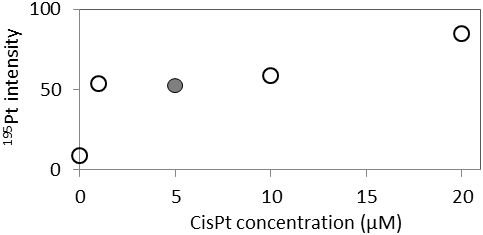 100
50
0
¹⁹⁵Pt intensity
0 5 10 15 20
CisPt concentration (µM)